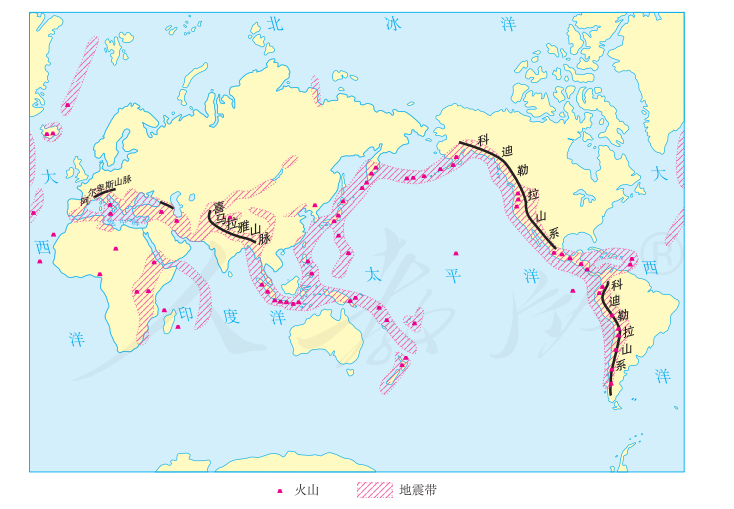 北 冰 洋
大
西
洋
阿尔卑斯山脉
喜马拉雅山脉
印 度 洋
太 平 洋
科迪勒拉山系
大
西
洋
科迪勒拉山系
火山
地震带